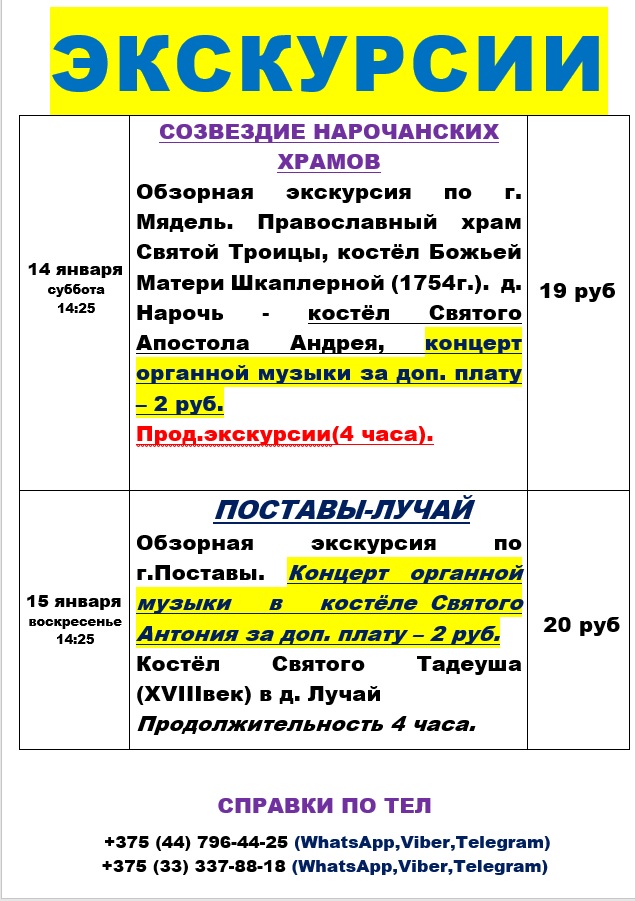 ЭКСКУРСИИ
14 января
суббота
14:25
СОЗВЕЗДИЕ НАРОЧАНСКИХ
ХРАМОВ
Обзорная экскурсия по г.
Мядель. Православный храм
Святой Троицы, костёл Божьей
Матери Шкаплерной (1754г.). д.
Нарочь - костёл Святого
Апостола Андрея, концерт
органной музыки за доп. плату
– 2 руб.
Прод.экскурсии(4 часа).
19 руб
15 января
воскресенье
14:25
ПОСТАВЫ-ЛУЧАЙ
Обзорная экскурсия по
г.Поставы. Концерт органной
музыки в костёле Святого
Антония за доп. плату – 2 руб.
Костёл Святого Тадеуша
(XVIIIвек) в д. Лучай
Продолжительность 4 часа.
20 руб
СПРАВКИ ПО ТЕЛ
+375 (44) 796-44-25 (WhatsApp,Viber,Telegram)
+375 (33) 337-88-18 (WhatsApp,Viber,Telegram)